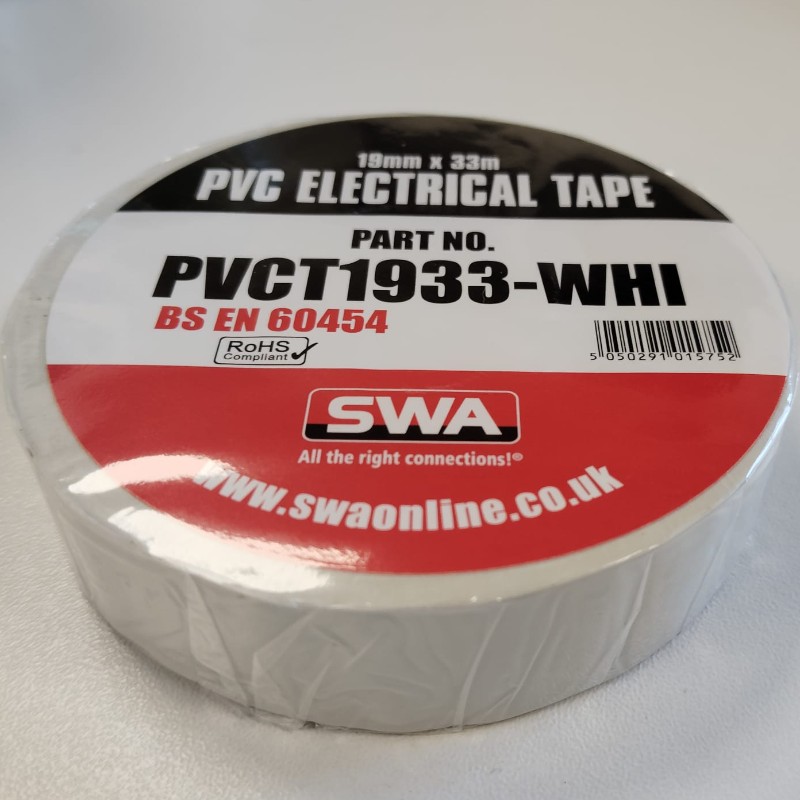 19mm x 33m
PVC ELECTRICAL TAPE
PART NO.
PVCT1933-WHI
BS EN 60454
RoHS
Compliant
5 050291 015752
SWA
All the right connections!®
www.swaonline.co.uk